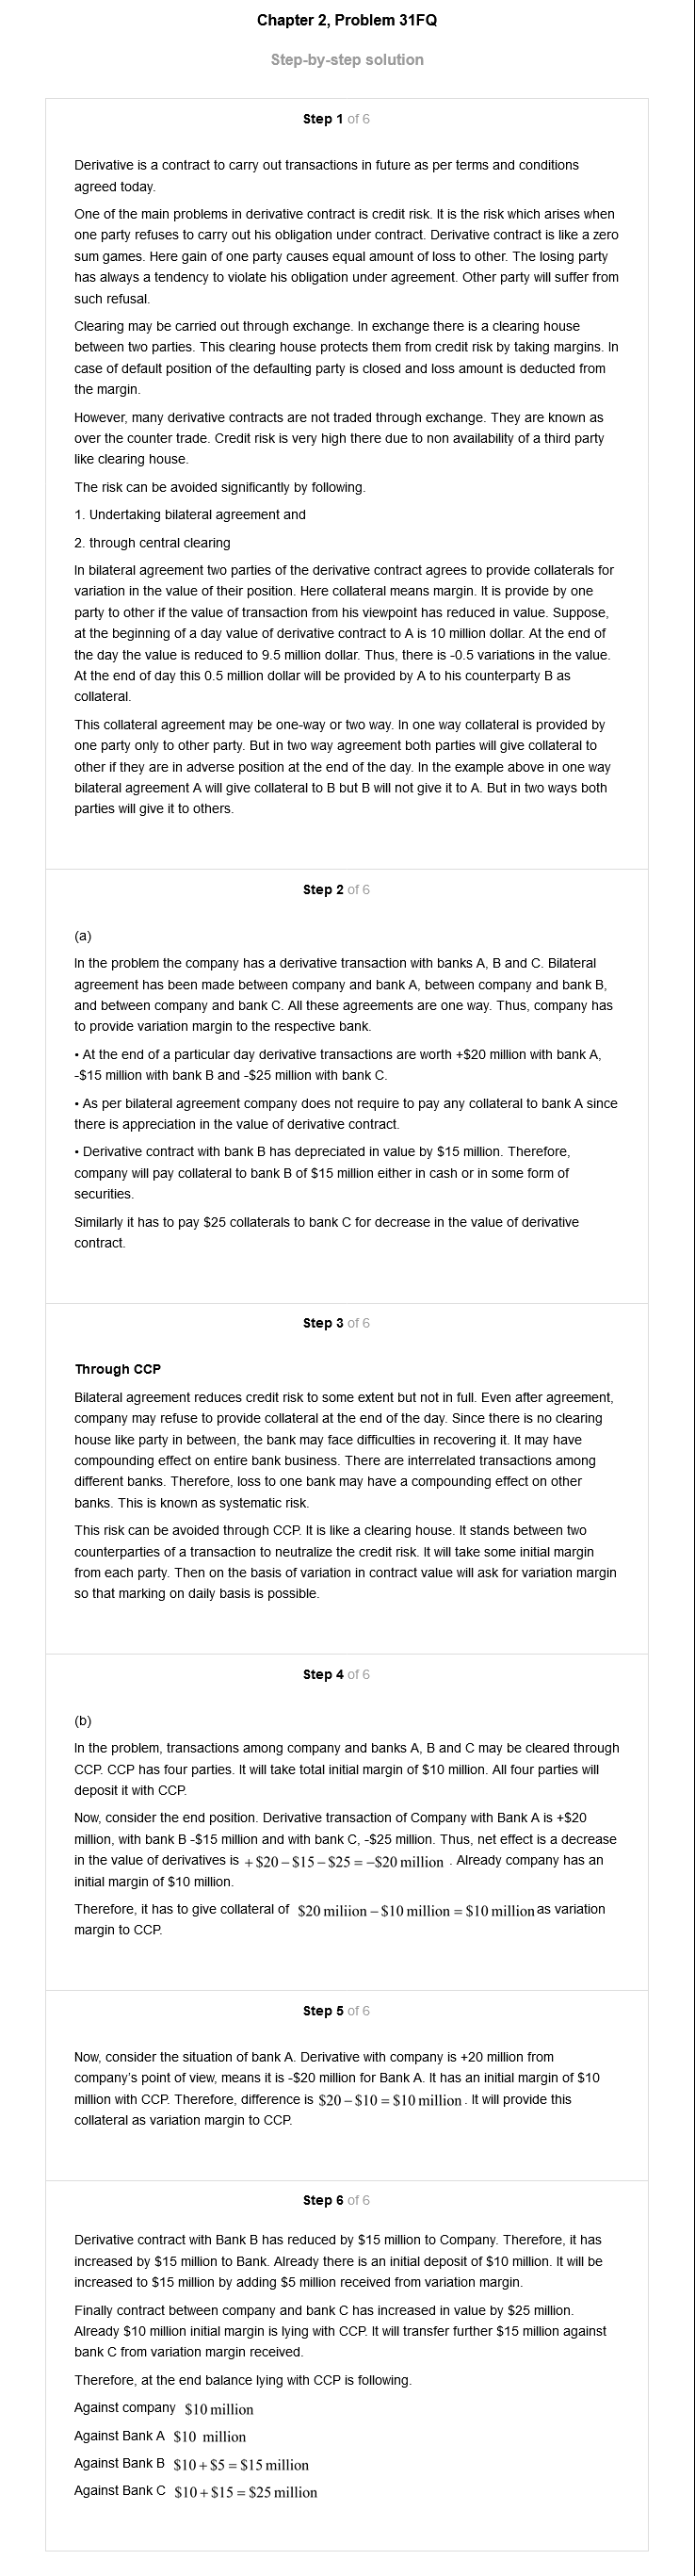 Chapter 2, Problem 31FQ
Step-by-step solution
Step 1 of 6
Derivative is a contract to carry out transactions in future as per terms and conditions
agreed today.
One of the main problems in derivative contract is credit risk. It is the risk which arises when
one party refuses to carry out his obligation under contract. Derivative contract is like a zero
sum games. Here gain of one party causes equal amount of loss to other. The losing party
has always a tendency to violate his obligation under agreement. Other party will suffer from
such refusal.
Clearing may be carried out through exchange. In exchange there is a clearing house
between two parties. This clearing house protects them from credit risk by taking margins. In
case of default position of the defaulting party is closed and loss amount is deducted from
the margin.
However, many derivative contracts are not traded through exchange. They are known as
over the counter trade. Credit risk is very high there due to non availability of a third party
like clearing house.
The risk can be avoided significantly by following.
1. Undertaking bilateral agreement and
2. through central clearing
In bilateral agreement two parties of the derivative contract agrees to provide collaterals for
variation in the value of their position. Here collateral means margin. It is provide by one
party to other if the value of transaction from his viewpoint has reduced in value. Suppose,
at the beginning of a day value of derivative contract to A is 10 million dollar. At the end of
the day the value is reduced to 9.5 million dollar. Thus, there is -0.5 variations in the value.
At the end of day this 0.5 million dollar will be provided by A to his counterparty B as
collateral.
This collateral agreement may be one-way or two way. In one way collateral is provided by
one party only to other party. But in two way agreement both parties will give collateral to
other if they are in adverse position at the end of the day. In the example above in one way
bilateral agreement A will give collateral to B but B will not give it to A. But in two ways both
parties will give it to others.
Step 2 of 6
(a)
In the problem the company has a derivative transaction with banks A, B and C. Bilateral
agreement has been made between company and bank A, between company and bank B,
and between company and bank C. All these agreements are one way. Thus, company has
to provide variation margin to the respective bank.
• At the end of a particular day derivative transactions are worth +$20 million with bank A,
-$15 million with bank B and -$25 million with bank C.
• As per bilateral agreement company does not require to pay any collateral to bank A since
there is appreciation in the value of derivative contract.
• Derivative contract with bank B has depreciated in value by $15 million. Therefore,
company will pay collateral to bank B of $15 million either in cash or in some form of
securities.
Similarly it has to pay $25 collaterals to bank C for decrease in the value of derivative
contract.
Step 3 of 6
Through CCP
Bilateral agreement reduces credit risk to some extent but not in full. Even after agreement,
company may refuse to provide collateral at the end of the day. Since there is no clearing
house like party in between, the bank may face difficulties in recovering it. It may have
compounding effect on entire bank business. There are interrelated transactions among
different banks. Therefore, loss to one bank may have a compounding effect on other
banks. This is known as systematic risk.
This risk can be avoided through CCP. It is like a clearing house. It stands between two
counterparties of a transaction to neutralize the credit risk. It will take some initial margin
from each party. Then on the basis of variation in contract value will ask for variation margin
so that marking on daily basis is possible.
Step 4 of 6
(b)
In the problem, transactions among company and banks A, B and C may be cleared through
CCP. CCP has four parties. It will take total initial margin of $10 million. All four parties will
deposit it with CCP.
Now, consider the end position. Derivative transaction of Company with Bank A is +$20
million, with bank B -$15 million and with bank C, -$25 million. Thus, net effect is a decrease
in the value of derivatives is +$20−$15−$25=−$20 million . Already company has an
initial margin of $10 million.
Therefore, it has to give collateral of $20 miliion−$10 million=$10 million as variation
margin to CCP.
Step 5 of 6
Now, consider the situation of bank A. Derivative with company is +20 million from
company's point of view, means it is -$20 million for Bank A. It has an initial margin of $10
million with CCP. Therefore, difference is $20−$10=$10 million . It will provide this
collateral as variation margin to CCP.
Step 6 of 6
Derivative contract with Bank B has reduced by $15 million to Company. Therefore, it has
increased by $15 million to Bank. Already there is an initial deposit of $10 million. It will be
increased to $15 million by adding $5 million received from variation margin.
Finally contract between company and bank C has increased in value by $25 million.
Already $10 million initial margin is lying with CCP. It will transfer further $15 million against
bank C from variation margin received.
Therefore, at the end balance lying with CCP is following.
Against company $10 million
Against Bank A $10 million
Against Bank B $10+$5=$15 million
Against Bank C $10+$15=$25 million